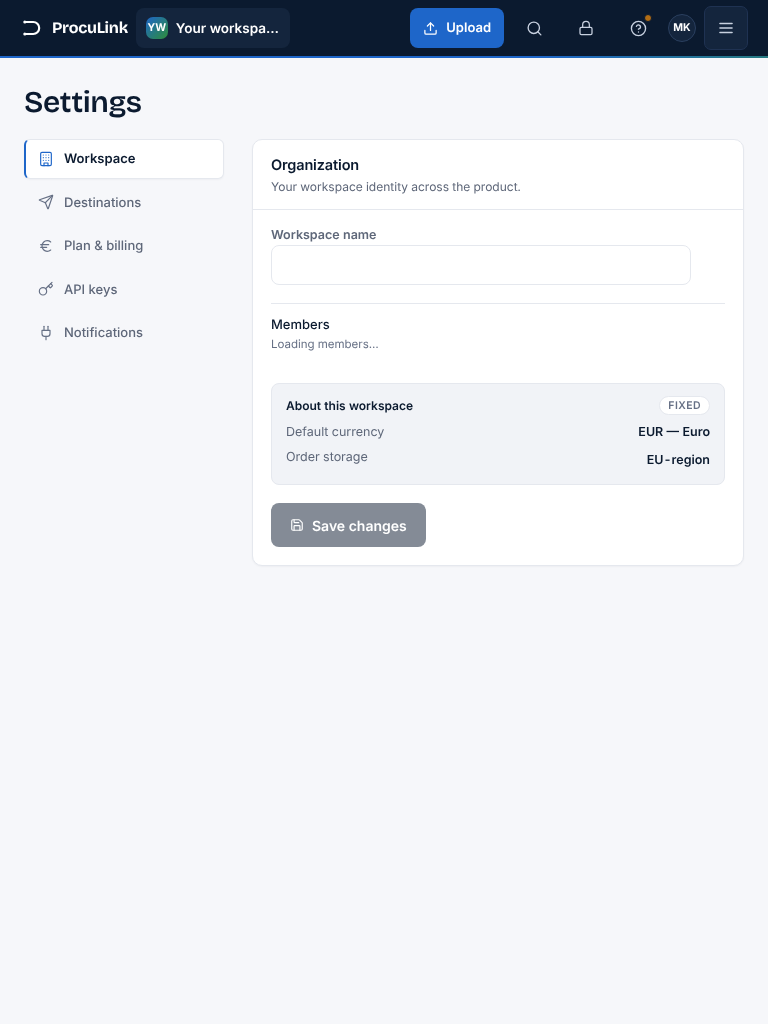 ProcuLink
YW
Your workspa...
Upload
MK
Settings
Workspace
Destinations
Plan & billing
API keys
Notifications
Organization
Your workspace identity across the product.
Workspace name
Members
Loading members...
About this workspace
FIXED
Default currency
EUR — Euro
Order storage
EU-region
Save changes